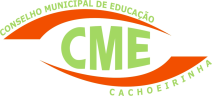 CONSELHO MUNICIPAL DE EDUCAÇÃO
CME
CACHOEIRINHA